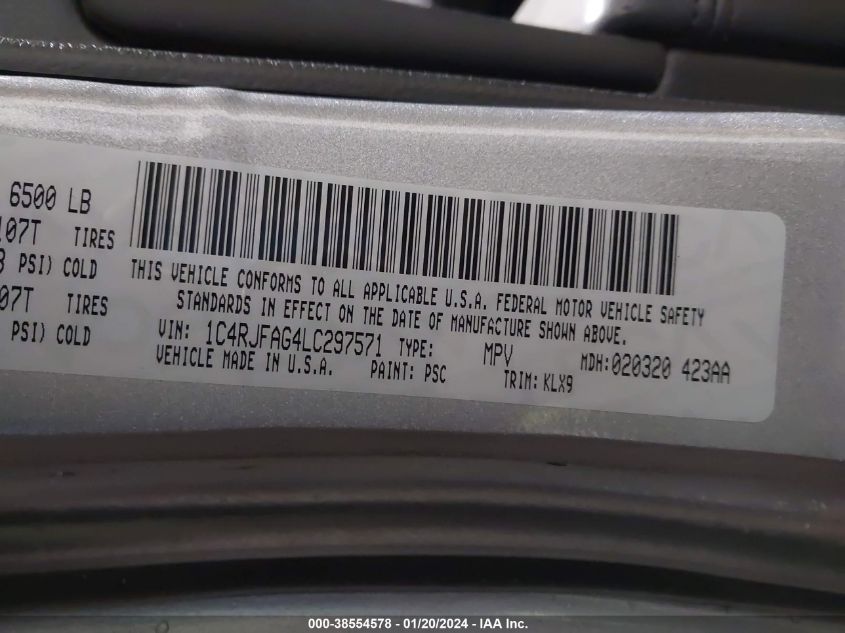 6500 LB
107T TIRES
PSI) COLD
07T TIRES
PSI) COLD
THIS VEHICLE CONFORMS TO ALL APPLICABLE U.S.A. FEDERAL MOTOR VEHICLE SAFETY
STANDARDS IN EFFECT ON THE DATE OF MANUFACTURE SHOWN ABOVE.
VIN: 1C4RJFAG4LC297571 TYPE: MPV MDH:020320 423AA
VEHICLE MADE IN U.S.A. PAINT: PSC TRIM: KLX9
000-38554578 - 01/20/2024 - IAA Inc.